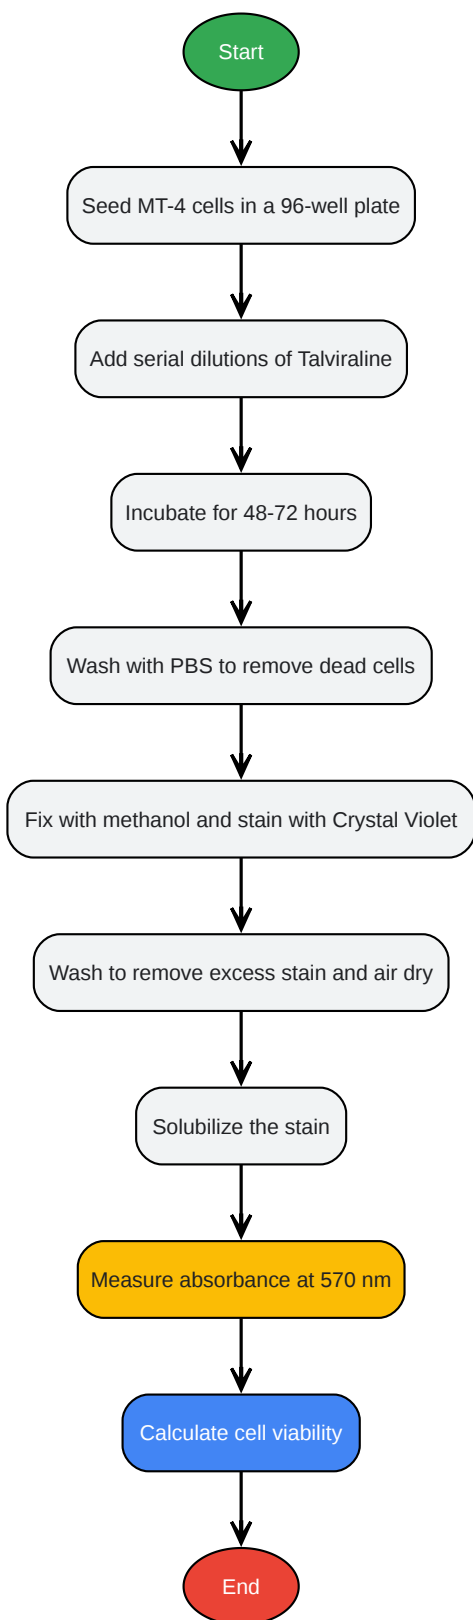 Start
Seed MT-4 cells in a 96-well plate
Add serial dilutions of Talviraline
Incubate for 48-72 hours
Wash with PBS to remove dead cells
Fix with methanol and stain with Crystal Violet
Wash to remove excess stain and air dry
Solubilize the stain
Measure absorbance at 570 nm
Calculate cell viability
End